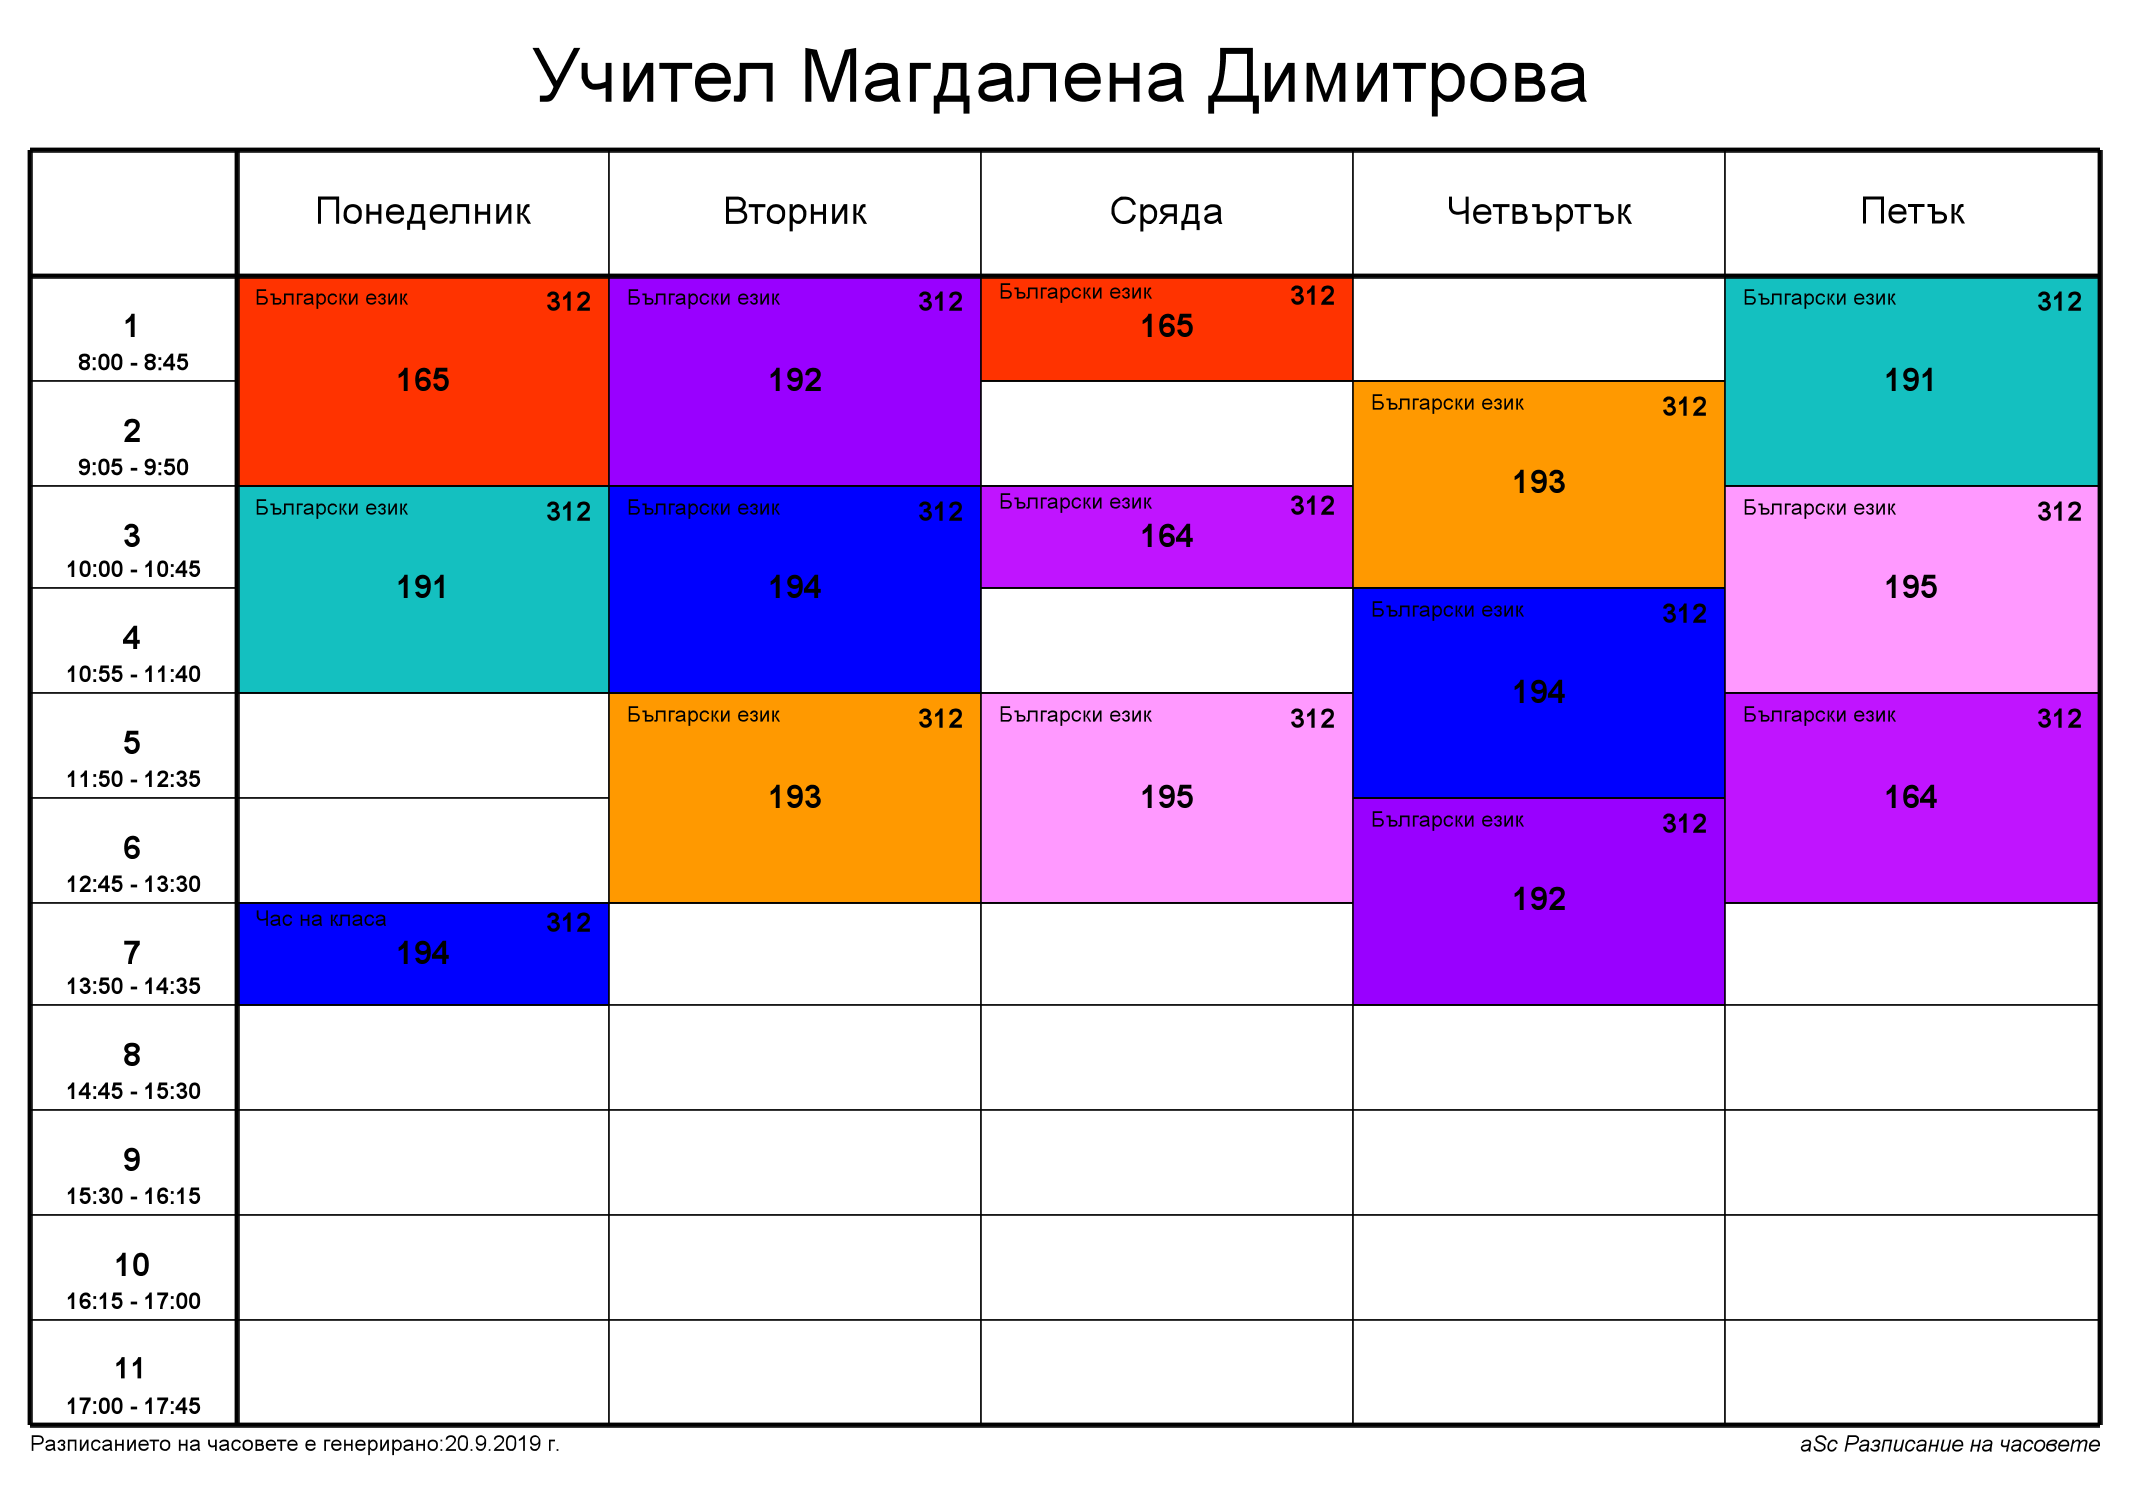 Учител Магдалена Димитрова
Понеделник Вторник Сряда Четвъртък Петък
1
8:00 - 8:45
Български език 312
165
Български език 312
192
Български език 312
165
Български език 312
191
2
9:05 - 9:50
Български език 312
193
3
10:00 - 10:45
Български език 312
191
Български език 312
194
Български език 312
164
Български език 312
195
4
10:55 - 11:40
Български език 312
194
5
11:50 - 12:35
Български език 312
193
Български език 312
195
Български език 312
164
6
12:45 - 13:30
Български език 312
192
7
13:50 - 14:35
Час на класа 312
194
8
14:45 - 15:30
9
15:30 - 16:15
10
16:15 - 17:00
11
17:00 - 17:45
Разписанието на часовете е генерирано:20.9.2019 г.
aSc Разписание на часовете